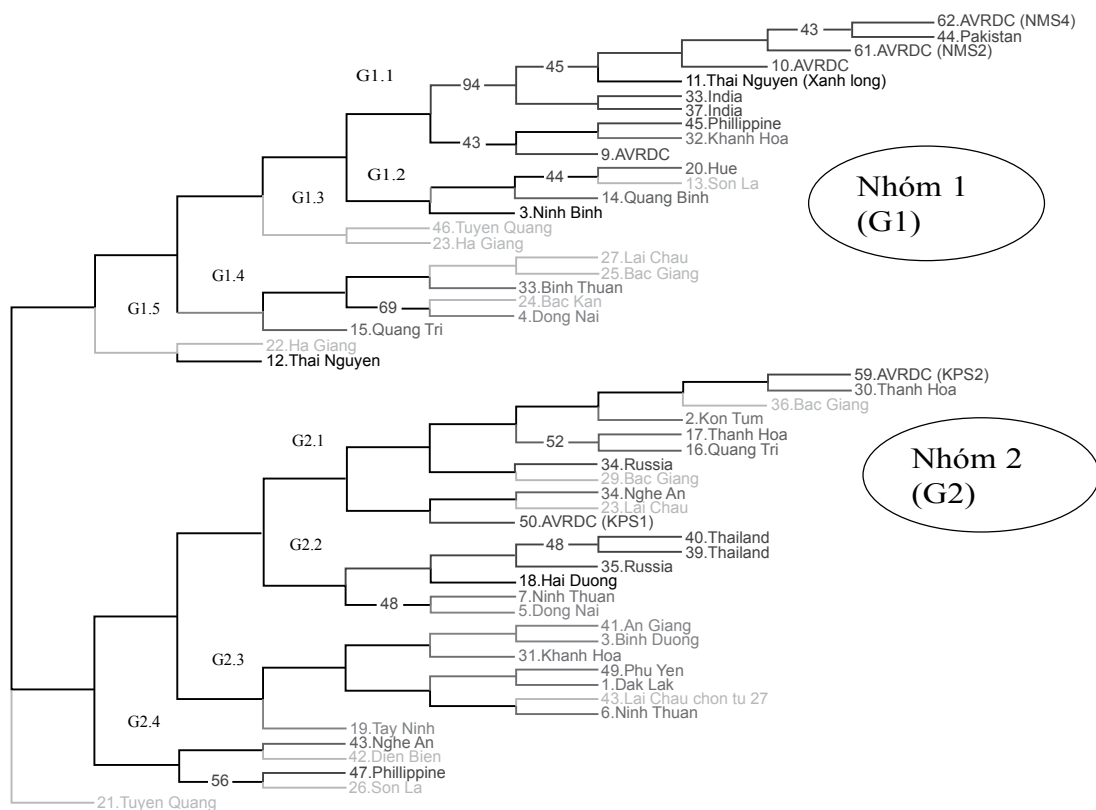 62.AVRDC (NMS4)
43
44.Pakistan
61.AVRDC (NMS2)
45
10.AVRDC
G1.1
94
11.Thai Nguyen (Xanh long)
33.India
37.India
45.Phillippine
43
32.Khanh Hoa
9.AVRDC
G1.2
20.Hue
44
13.Son La
G1.3
14.Quang Binh
3.Ninh Binh
Nhóm 1
(G1)
46.Tuyen Quang
23.Ha Giang
27.Lai Chau
G1.4
25.Bac Giang
33.Binh Thuan
G1.5
24.Bac Kan
69
4.Dong Nai
15.Quang Tri
22.Ha Giang
12.Thai Nguyen
59.AVRDC (KPS2)
30.Thanh Hoa
36.Bac Giang
2.Kon Tum
G2.1
17.Thanh Hoa
52
16.Quang Tri
34.Russia
29.Bac Giang
Nhóm 2
(G2)
34.Nghe An
23.Lai Chau
50.AVRDC (KPS1)
40.Thailand
G2.2
48
39.Thailand
35.Russia
18.Hai Duong
7.Ninh Thuan
48
5.Dong Nai
41.An Giang
3.Binh Duong
G2.3
31.Khanh Hoa
49.Phu Yen
1.Dak Lak
43.Lai Chau chon tu 27
6.Ninh Thuan
G2.4
19.Tay Ninh
43.Nghe An
42.Dien Bien
47.Phillippine
56
26.Son La
21.Tuyen Quang